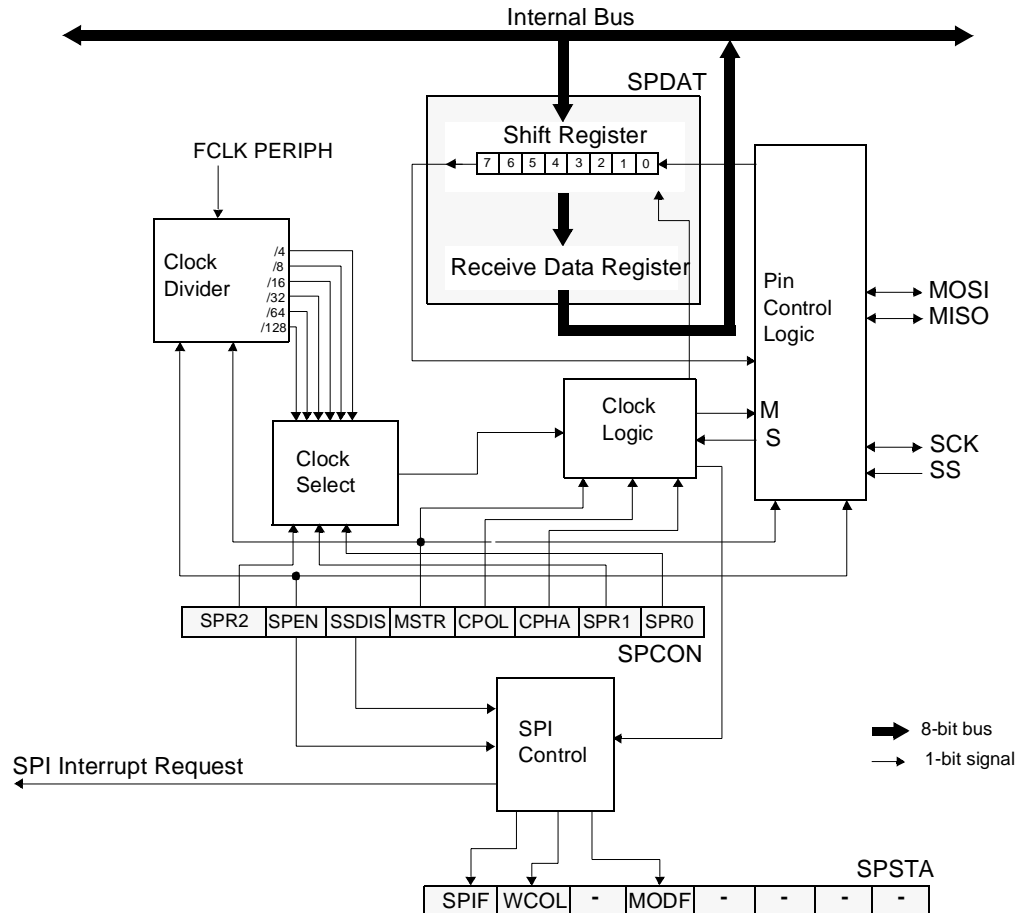 Internal Bus
SPDAT
Shift Register
7 6 5 4 3 2 1 0
FCLK PERIPH
Clock
Divider
/4
/8
/16
/32
/64
/128
Receive Data Register
Pin
Control
Logic
MOSI
MISO
Clock
Logic
M
S
SCK
SS
Clock
Select
SPR2 SPEN SSDIS MSTR CPOL CPHA SPR1 SPR0
SPCON
SPI
Control
8-bit bus
1-bit signal
SPI Interrupt Request
SPSTA
SPIF WCOL - MODF - - - -